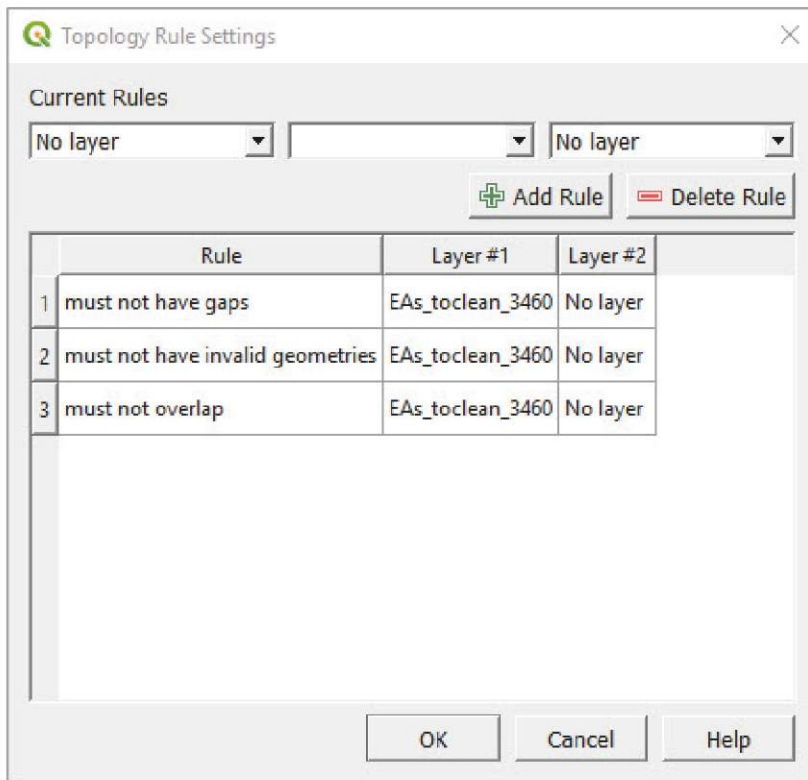 Topology Rule Settings
Current Rules
No layer No layer
Add Rule Delete Rule
Rule Layer #1 Layer #2
1 must not have gaps EAs_toclean_3460 No layer
2 must not have invalid geometries EAs_toclean_3460 No layer
3 must not overlap EAs_toclean_3460 No layer
OK Cancel Help